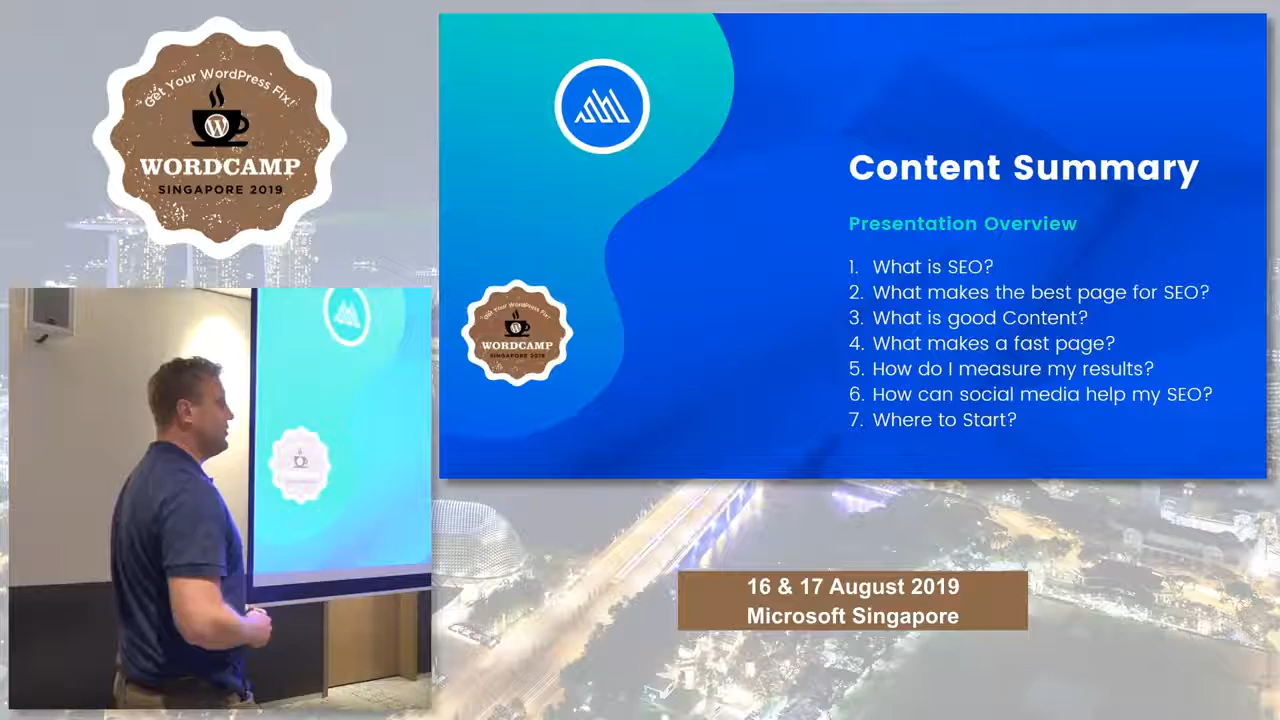 Get Your WordPress Fix!
WORDCAMP
SINGAPORE 2019
Content Summary
Presentation Overview
1. What is SEO?
2. What makes the best page for SEO?
3. What is good Content?
4. What makes a fast page?
5. How do I measure my results?
6. How can social media help my SEO?
7. Where to Start?
Get Your WordPress Fix!
WORDCAMP
SINGAPORE 2019
16 & 17 August 2019
Microsoft Singapore